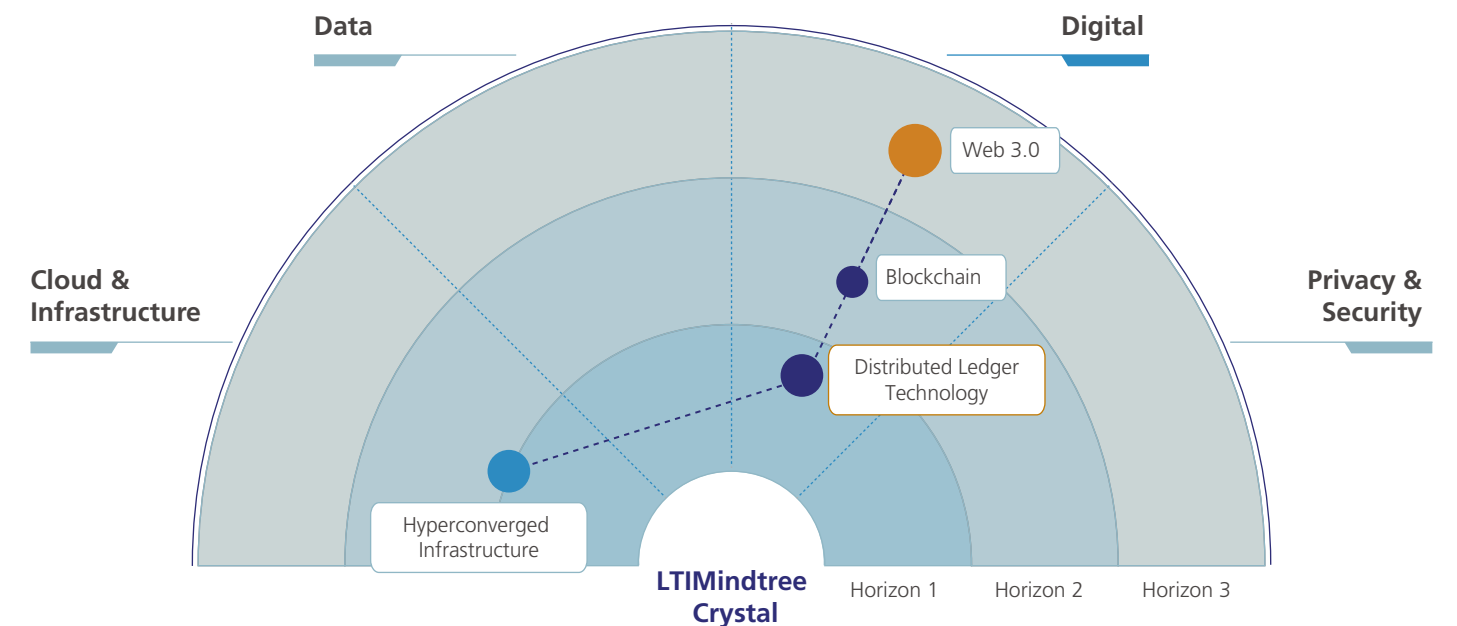 Data
Digital
Web 3.0
Cloud &
Infrastructure
Blockchain
Privacy &
Security
Distributed Ledger
Technology
Hyperconverged
Infrastructure
LTIMindtree
Crystal
Horizon 1
Horizon 2
Horizon 3